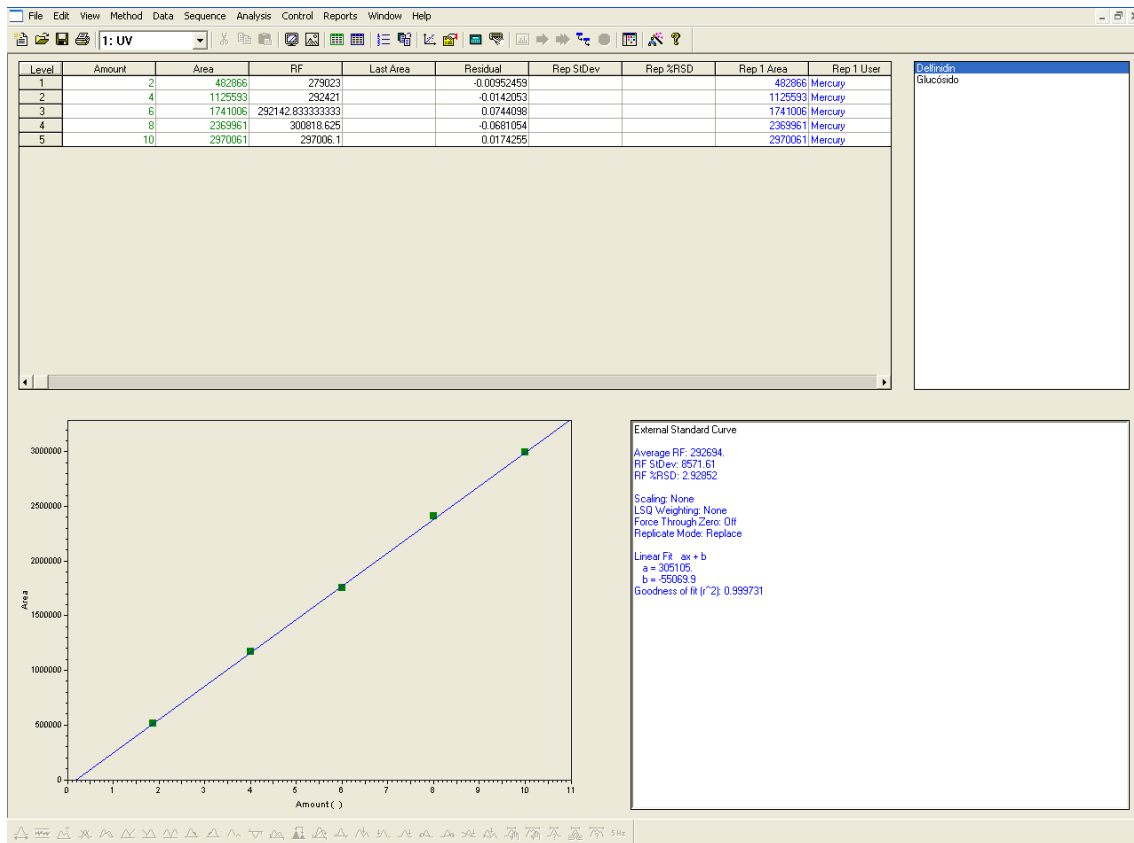 File Edit View Method Data Sequence Analysis Control Reports Window Help
1: UV
Level Amount Area RF Last Area Residual Rep StDev Rep %RSD Rep 1 Area Rep 1 User
1 2 482866 279023 -0.00952459 482866 Mercury
2 4 1125593 292421 -0.0142053 1125593 Mercury
3 6 1741006 292142.833333333 0.0744098 1741006 Mercury
4 8 2369961 300818.625 -0.0681054 2369961 Mercury
5 10 2970061 297006.1 0.0174255 2970061 Mercury
Delfinidin
Glucósido
3000000
2500000
2000000
1500000
1000000
500000
0
Area
0 1 2 3 4 5 6 7 8 9 10 11
Amount ( )
External Standard Curve
Average RF: 292694.
RF StDev: 8571.61
RF %RSD: 2.92852
Scaling: None
LSQ Weighting: None
Force Through Zero: Off
Replicate Mode: Replace
Linear Fit ax + b
a = 305105.
b = -55069.9
Goodness of fit (r^2): 0.999731
5 Hz